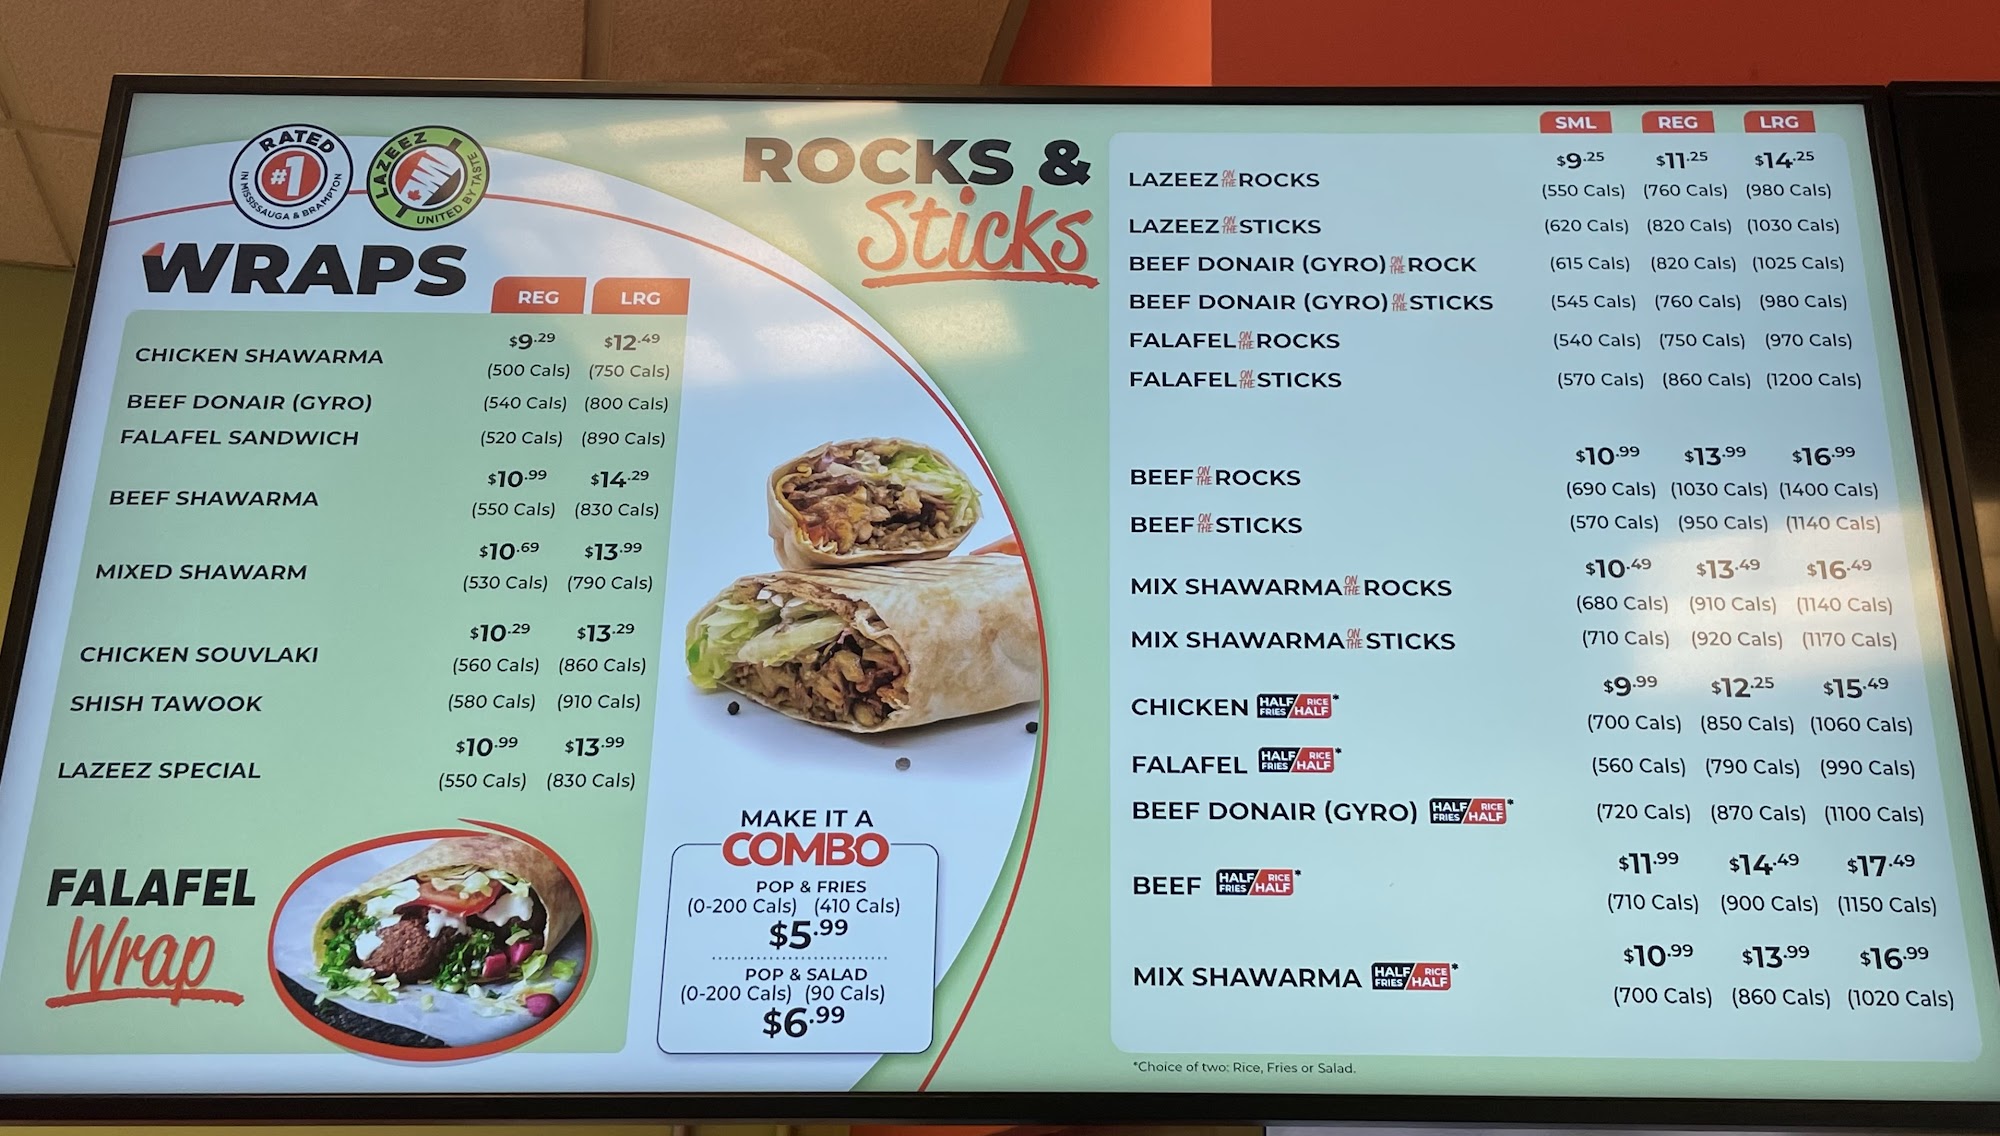 RATED
#1
IN MISSISSAUGA & BRAMPTON
LAZEEZ
UNITED BY TASTE
WRAPS
REG LRG
$9.29 $12.49
CHICKEN SHAWARMA
(500 Cals) (750 Cals)
BEEF DONAIR (GYRO) (540 Cals) (800 Cals)
FALAFEL SANDWICH (520 Cals) (890 Cals)
$10.99 $14.29
BEEF SHAWARMA
(550 Cals) (830 Cals)
$10.69 $13.99
MIXED SHAWARM
(530 Cals) (790 Cals)
$10.29 $13.29
CHICKEN SOUVLAKI
(560 Cals) (860 Cals)
SHISH TAWOOK (580 Cals) (910 Cals)
$10.99 $13.99
LAZEEZ SPECIAL
(550 Cals) (830 Cals)
FALAFEL
Wrap
MAKE IT A
COMBO
POP & FRIES
(0-200 Cals) (410 Cals)
$5.99
POP & SALAD
(0-200 Cals) (90 Cals)
$6.99
ROCKS &
Sticks
SML REG LRG
$9.25 $11.25 $14.25
LAZEEZ ON THE ROCKS
(550 Cals) (760 Cals) (980 Cals)
LAZEEZ ON THE STICKS (620 Cals) (820 Cals) (1030 Cals)
BEEF DONAIR (GYRO) ON THE ROCK (615 Cals) (820 Cals) (1025 Cals)
BEEF DONAIR (GYRO) ON THE STICKS (545 Cals) (760 Cals) (980 Cals)
FALAFEL ON THE ROCKS (540 Cals) (750 Cals) (970 Cals)
FALAFEL ON THE STICKS (570 Cals) (860 Cals) (1200 Cals)
$10.99 $13.99 $16.99
BEEF ON THE ROCKS
(690 Cals) (1030 Cals) (1400 Cals)
BEEF ON THE STICKS (570 Cals) (950 Cals) (1140 Cals)
$10.49 $13.49 $16.49
MIX SHAWARMA ON THE ROCKS
(680 Cals) (910 Cals) (1140 Cals)
MIX SHAWARMA ON THE STICKS (710 Cals) (920 Cals) (1170 Cals)
$9.99 $12.25 $15.49
CHICKEN HALF FRIES/RICE HALF*
(700 Cals) (850 Cals) (1060 Cals)
FALAFEL HALF FRIES/RICE HALF* (560 Cals) (790 Cals) (990 Cals)
BEEF DONAIR (GYRO) HALF FRIES/RICE HALF* (720 Cals) (870 Cals) (1100 Cals)
$11.99 $14.49 $17.49
BEEF HALF FRIES/RICE HALF*
(710 Cals) (900 Cals) (1150 Cals)
$10.99 $13.99 $16.99
MIX SHAWARMA HALF FRIES/RICE HALF*
(700 Cals) (860 Cals) (1020 Cals)
*Choice of two: Rice, Fries or Salad.